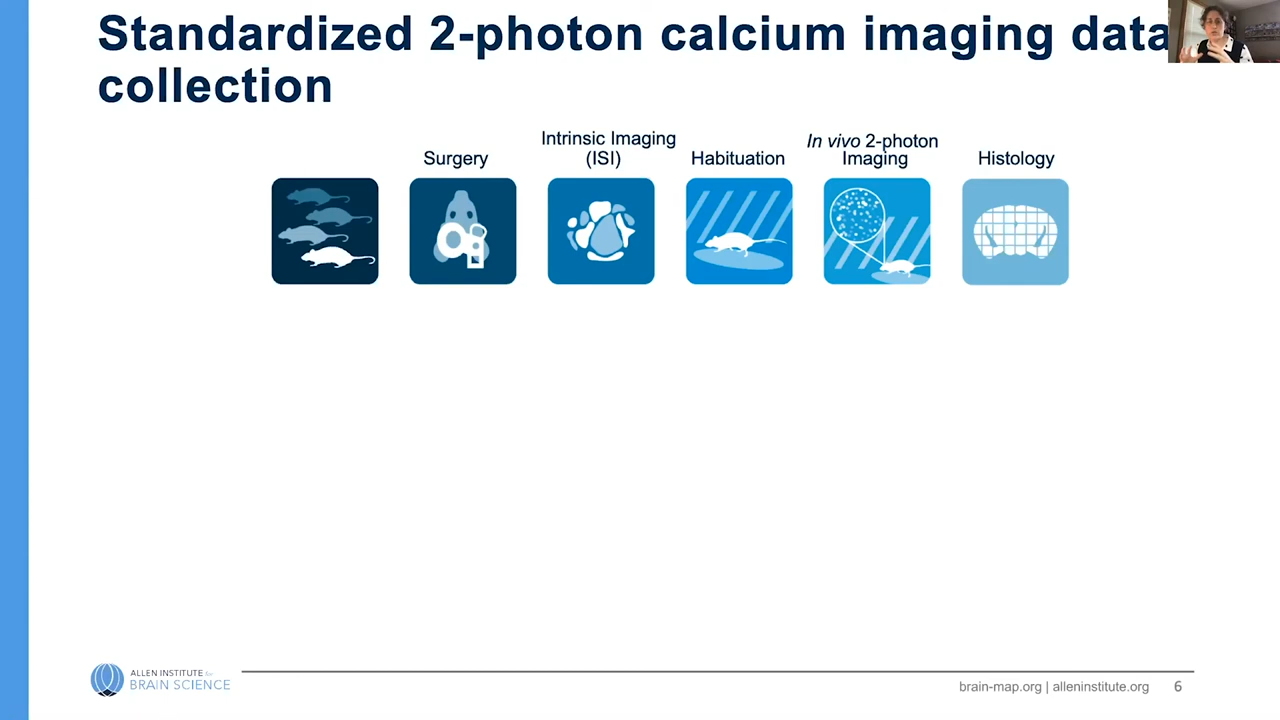 Standardized 2-photon calcium imaging data
collection
Intrinsic Imaging
(ISI)
In vivo 2-photon
Imaging
Surgery
Habituation
Histology
ALLEN INSTITUTE for
BRAIN SCIENCE
brain-map.org | alleninstitute.org
6